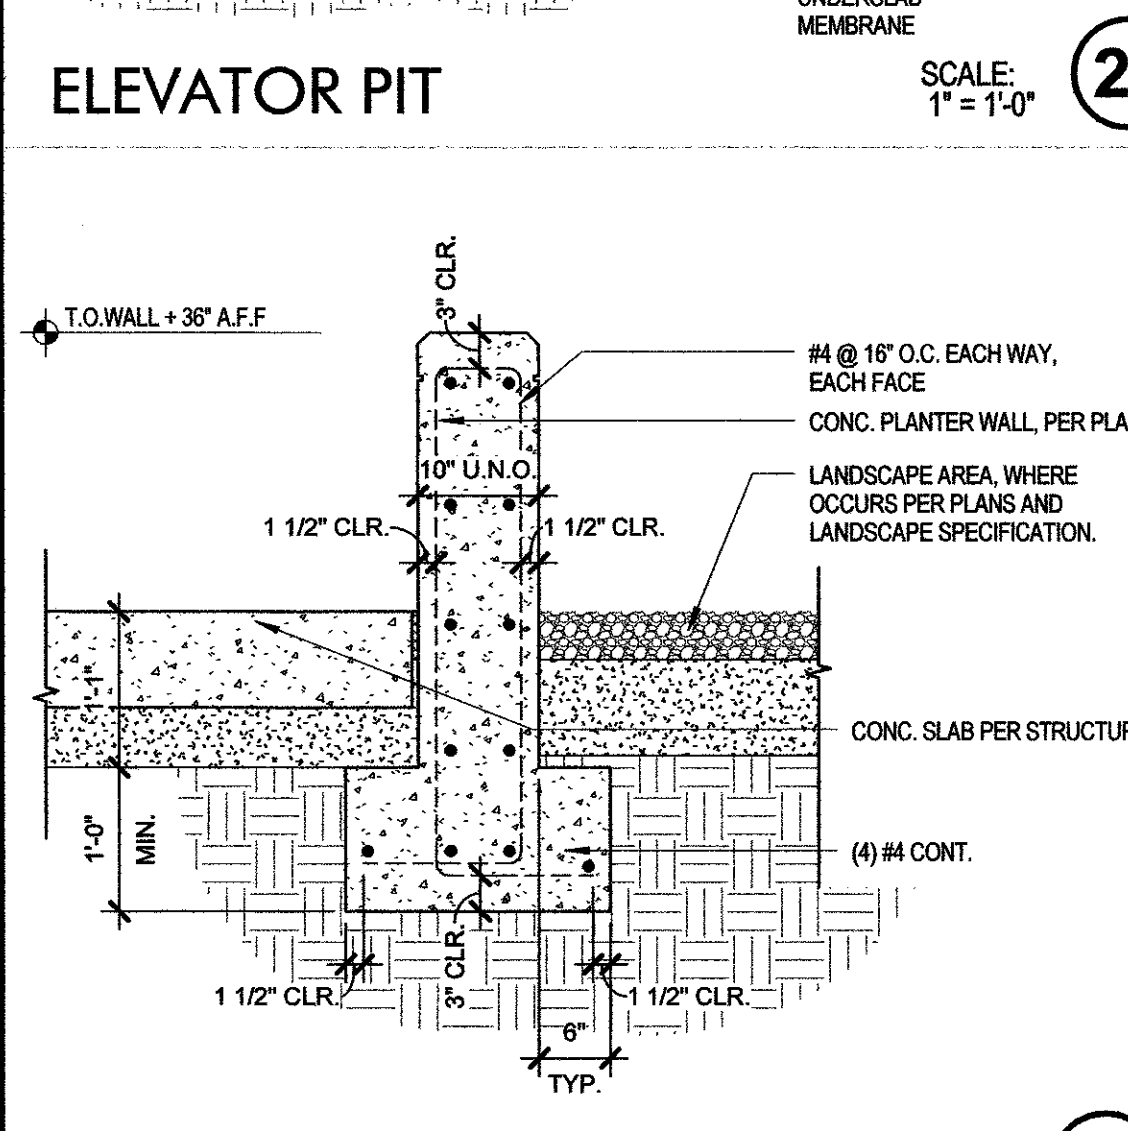 UNDERSLAB
MEMBRANE
ELEVATOR PIT
SCALE:
1" = 1'-0"
2
T.O.WALL + 36" A.F.F
3" CLR.
#4 @ 16" O.C. EACH WAY,
EACH FACE
CONC. PLANTER WALL, PER PLA
10" U.N.O.
LANDSCAPE AREA, WHERE
OCCURS PER PLANS AND
LANDSCAPE SPECIFICATION.
1 1/2" CLR.
1 1/2" CLR.
1'-1"
CONC. SLAB PER STRUCTUR
1'-0"
MIN.
(4) #4 CONT.
3" CLR.
1 1/2" CLR.
1 1/2" CLR.
6"
TYP.